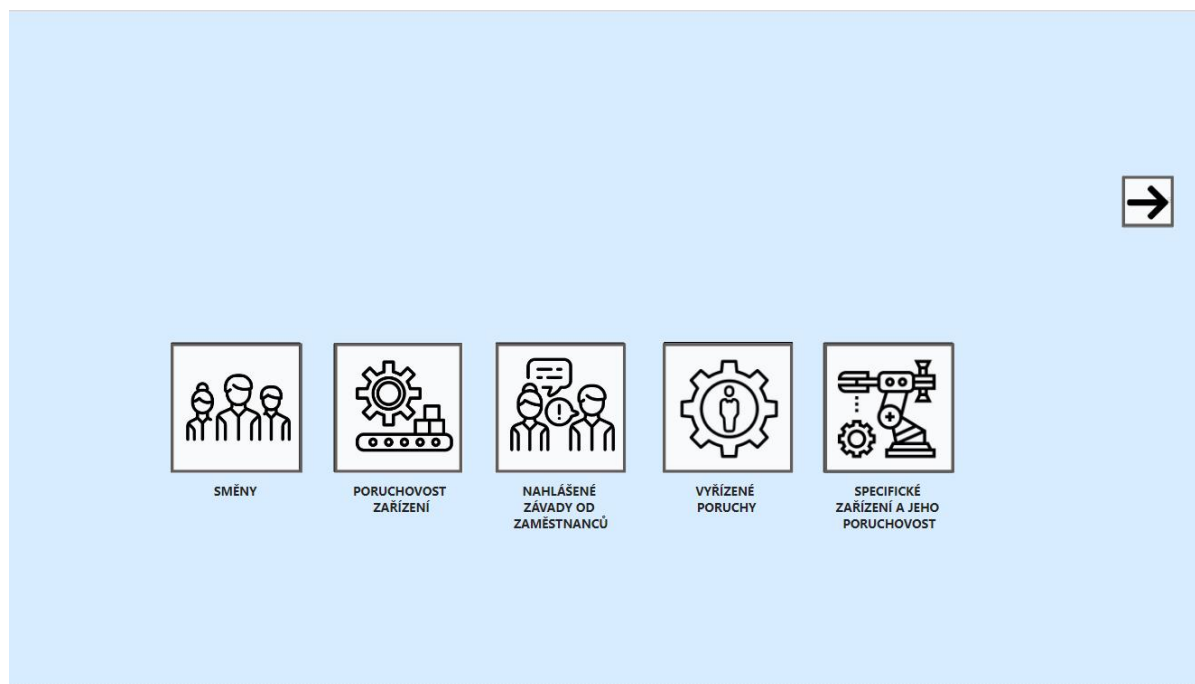 SMĚNY
PORUCHOVOST
ZAŘÍZENÍ
NAHLÁŠENÉ
ZÁVADY OD
ZAMĚSTNANCŮ
VYŘÍZENÉ
PORUCHY
SPECIFICKÉ
ZAŘÍZENÍ A JEHO
PORUCHOVOST